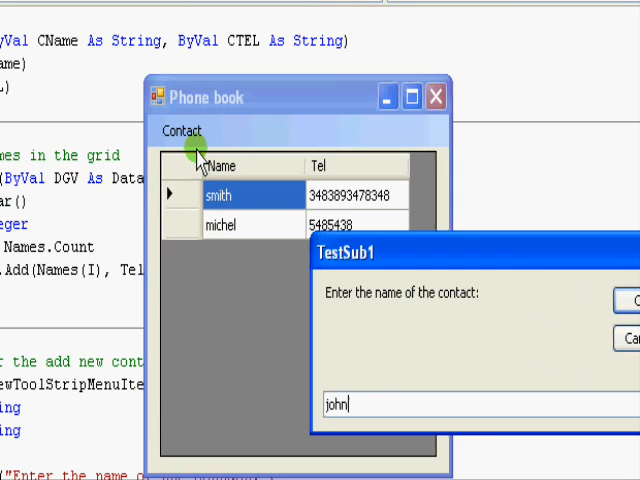 yVal CName As String, ByVal CTEL As String)
ame)
L)
Phone book
Contact
Name Tel
smith 3483893478348
michel 5485438
mes in the grid
(ByVal DGV As Data
ar()
eger
Names.Count
.Add(Names(I), Tel
TestSub1
Enter the name of the contact:
john
r the add new cont
ewToolStripMenuIte
ing
ing
("Enter the name o